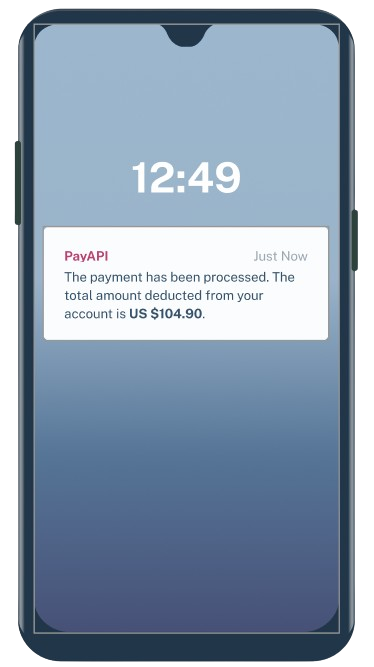 12:49
PayAPI Just Now
The payment has been processed. The
total amount deducted from your
account is US $104.90.